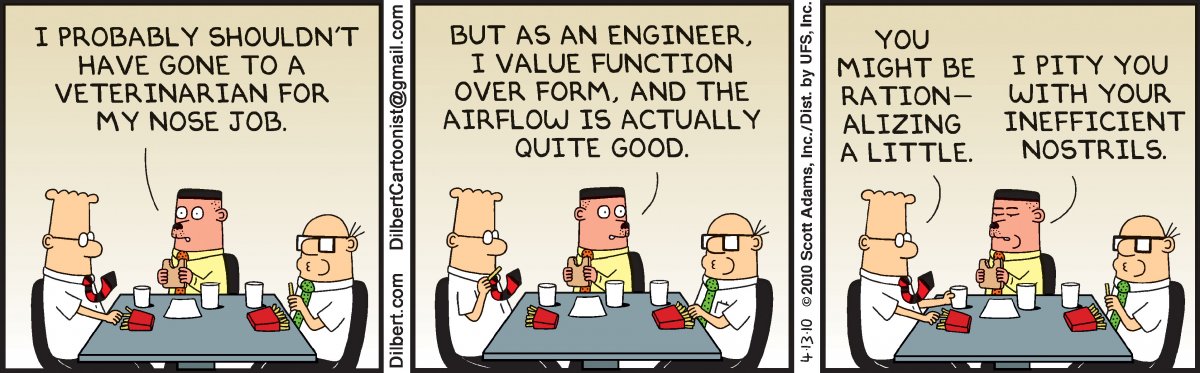 I PROBABLY SHOULDN'T
HAVE GONE TO A
VETERINARIAN FOR
MY NOSE JOB.
Dilbert.com DilbertCartoonist@gmail.com
BUT AS AN ENGINEER,
I VALUE FUNCTION
OVER FORM, AND THE
AIRFLOW IS ACTUALLY
QUITE GOOD.
4-13-10 ©2010 Scott Adams, Inc./Dist. by UFS, Inc.
YOU
MIGHT BE
RATION—
ALIZING
A LITTLE.
I PITY YOU
WITH YOUR
INEFFICIENT
NOSTRILS.